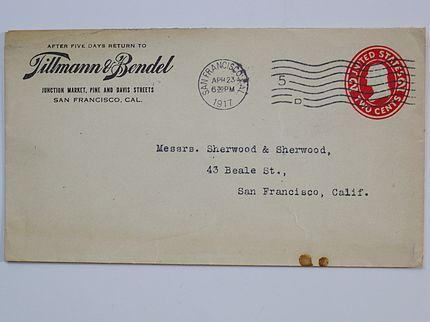 AFTER FIVE DAYS RETURN TO
Tillmann & Bendel
JUNCTION MARKET, PINE AND DAVIS STREETS
SAN FRANCISCO, CAL.
SAN FRANCISCO, CAL.
APR 23
PM
1917
5
D
UNITED STATES
TWO CENTS
Messrs. Sherwood & Sherwood,
43 Beale St.,
San Francisco, Calif.